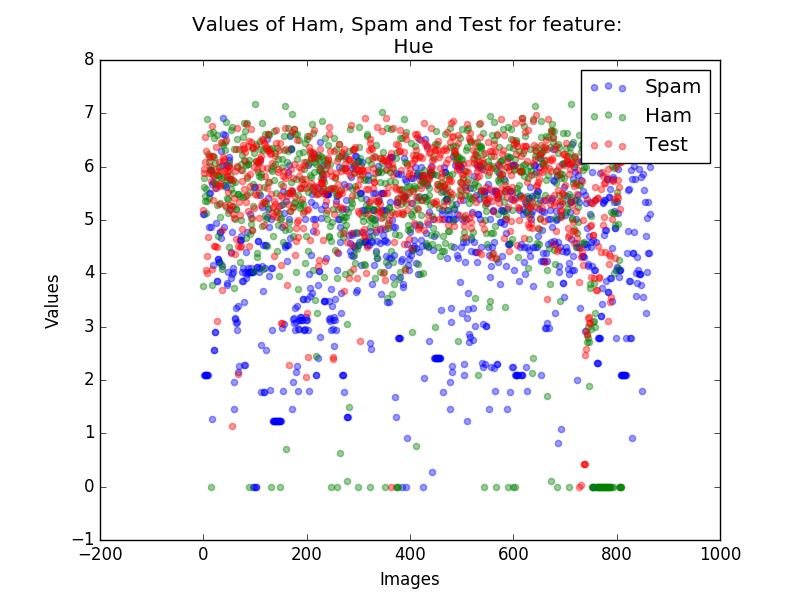 Values of Ham, Spam and Test for feature:
Hue
8
7
6
5
4
3
2
1
0
−1
Values
Spam
Ham
Test
−200
0
200
400
600
800
1000
Images